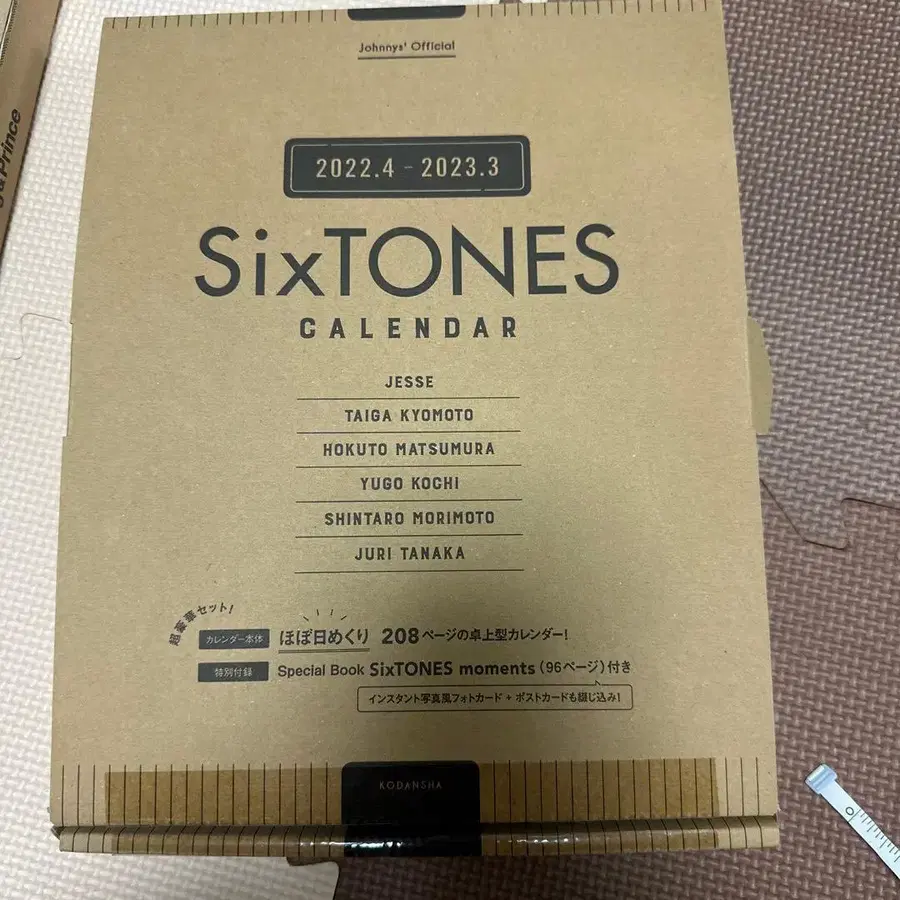 Johnnys' Official
2022.4 - 2023.3
SixTONES
CALENDAR
JESSE
TAIGA KYOMOTO
HOKUTO MATSUMURA
YUGO KOCHI
SHINTARO MORIMOTO
JURI TANAKA
超豪華セット!
カレンダー本体 ほぼ日めくり 208ページの卓上型カレンダー!
特別付録 Special Book SixTONES moments (96ページ) 付き
インスタント写真風フォトカード + ポストカードも綴じ込み!
KODANSHA
Prince
0